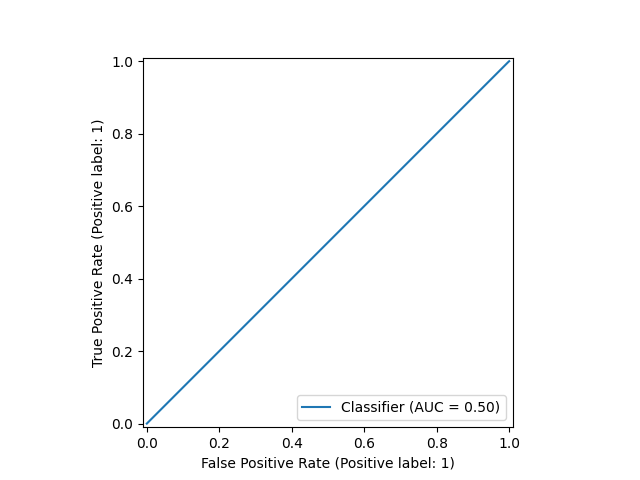 True Positive Rate (Positive label: 1)
1.0
0.8
0.6
0.4
0.2
0.0
Classifier (AUC = 0.50)
0.0 0.2 0.4 0.6 0.8 1.0
False Positive Rate (Positive label: 1)